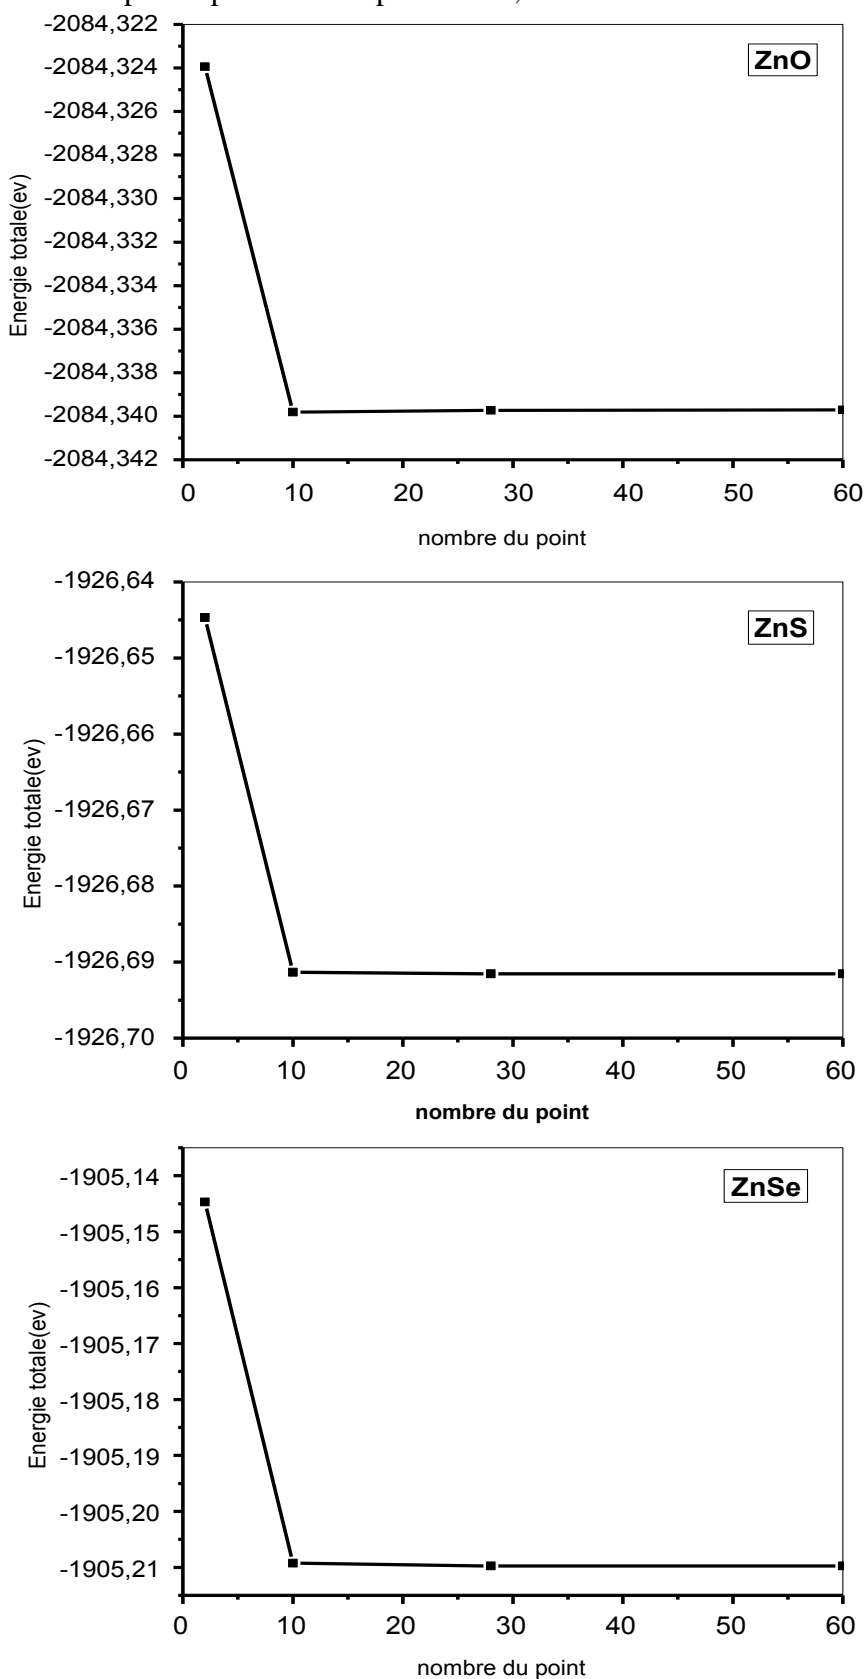 -2084,322
-2084,324
-2084,326
-2084,328
-2084,330
-2084,332
-2084,334
-2084,336
-2084,338
-2084,340
-2084,342
Energie totale(ev)
ZnO
0 10 20 30 40 50 60
nombre du point
-1926,64
-1926,65
-1926,66
-1926,67
-1926,68
-1926,69
-1926,70
Energie totale(ev)
ZnS
0 10 20 30 40 50 60
nombre du point
-1905,14
-1905,15
-1905,16
-1905,17
-1905,18
-1905,19
-1905,20
-1905,21
Energie totale(ev)
ZnSe
0 10 20 30 40 50 60
nombre du point